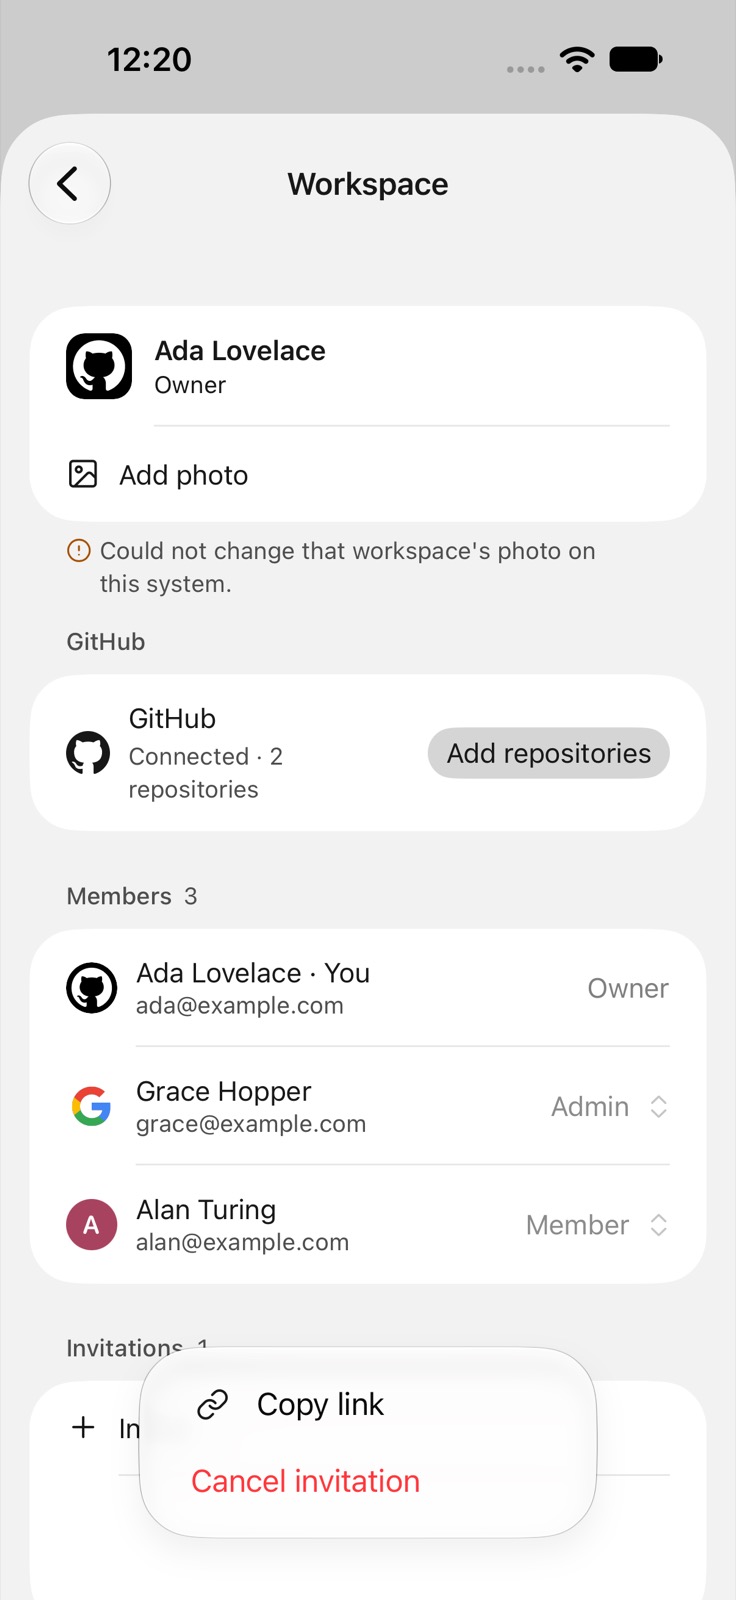 12:20
Workspace
Ada Lovelace
Owner
Add photo
Could not change that workspace's photo on
this system.
GitHub
GitHub
Connected · 2
repositories
Add repositories
Members 3
Ada Lovelace · You
ada@example.com
Owner
Grace Hopper
grace@example.com
Admin
A
Alan Turing
alan@example.com
Member
Invitations 1
Copy link
Cancel invitation